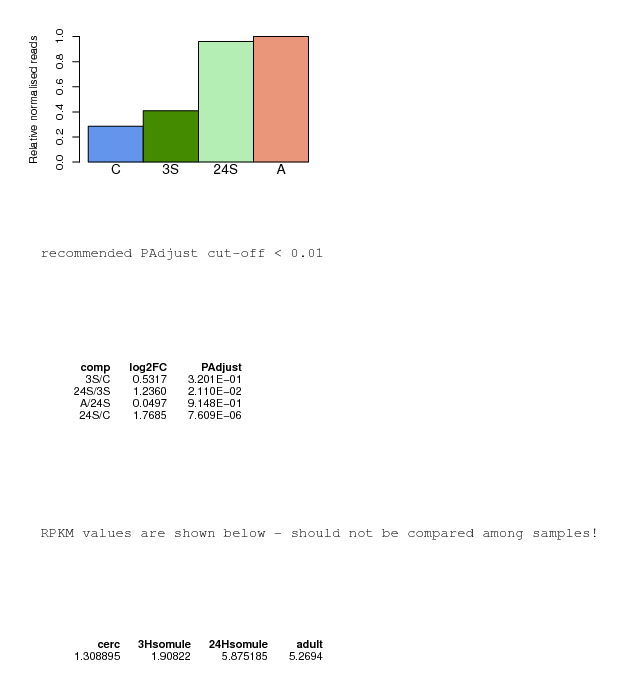 Relative normalised reads
1.0
0.8
0.6
0.4
0.2
0.0
C 3S 24S A
recommended PAdjust cut-off < 0.01
comp log2FC PAdjust
3S/C 0.5317 3.201E-01
24S/3S 1.2360 2.110E-02
A/24S 0.0497 9.148E-01
24S/C 1.7685 7.609E-06
RPKM values are shown below - should not be compared among samples!
cerc 3Hsomule 24Hsomule adult
1.308895 1.90822 5.875185 5.2694